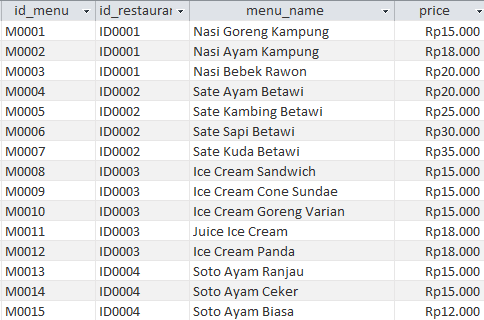 id_menu id_restauran menu_name price
M0001 ID0001 Nasi Goreng Kampung Rp15.000
M0002 ID0001 Nasi Ayam Kampung Rp18.000
M0003 ID0001 Nasi Bebek Rawon Rp20.000
M0004 ID0002 Sate Ayam Betawi Rp20.000
M0005 ID0002 Sate Kambing Betawi Rp25.000
M0006 ID0002 Sate Sapi Betawi Rp30.000
M0007 ID0002 Sate Kuda Betawi Rp35.000
M0008 ID0003 Ice Cream Sandwich Rp15.000
M0009 ID0003 Ice Cream Cone Sundae Rp15.000
M0010 ID0003 Ice Cream Goreng Varian Rp15.000
M0011 ID0003 Juice Ice Cream Rp18.000
M0012 ID0003 Ice Cream Panda Rp18.000
M0013 ID0004 Soto Ayam Ranjau Rp15.000
M0014 ID0004 Soto Ayam Ceker Rp15.000
M0015 ID0004 Soto Ayam Biasa Rp12.000